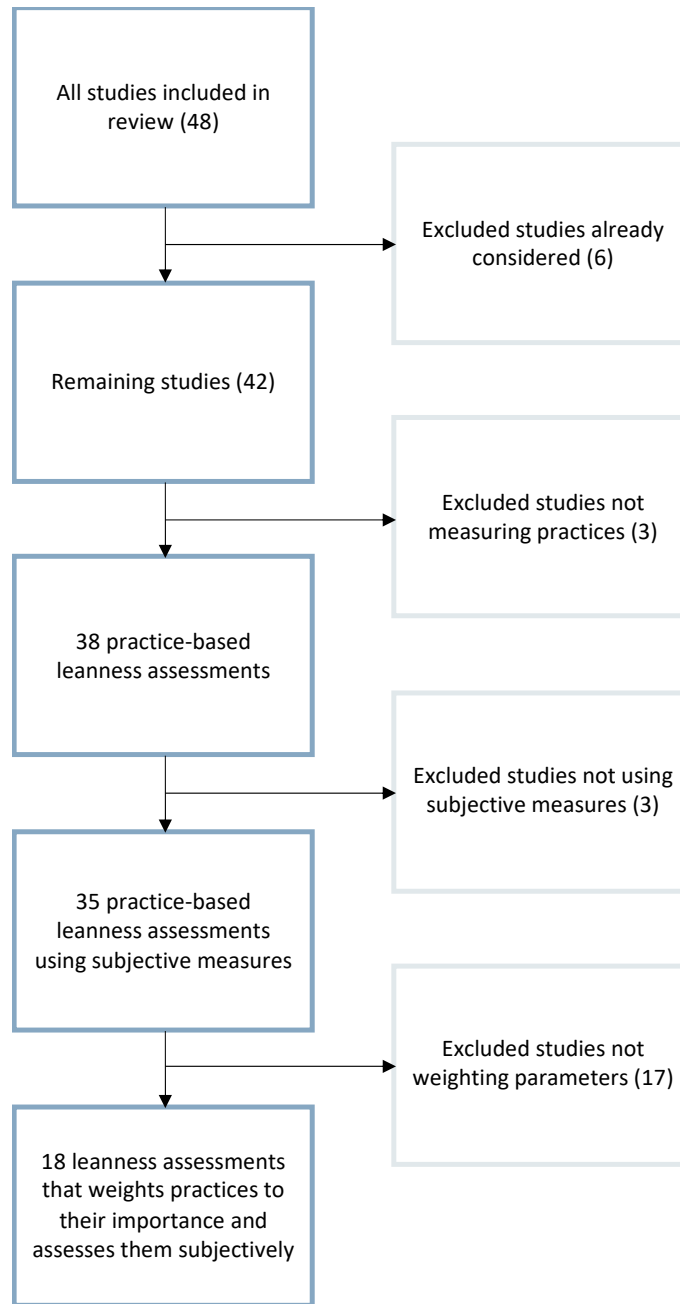 All studies included in
review (48)
Excluded studies already
considered (6)
Remaining studies (42)
Excluded studies not
measuring practices (3)
38 practice-based
leanness assessments
Excluded studies not using
subjective measures (3)
35 practice-based
leanness assessments
using subjective measures
Excluded studies not
weighting parameters (17)
18 leanness assessments
that weights practices to
their importance and
assesses them subjectively